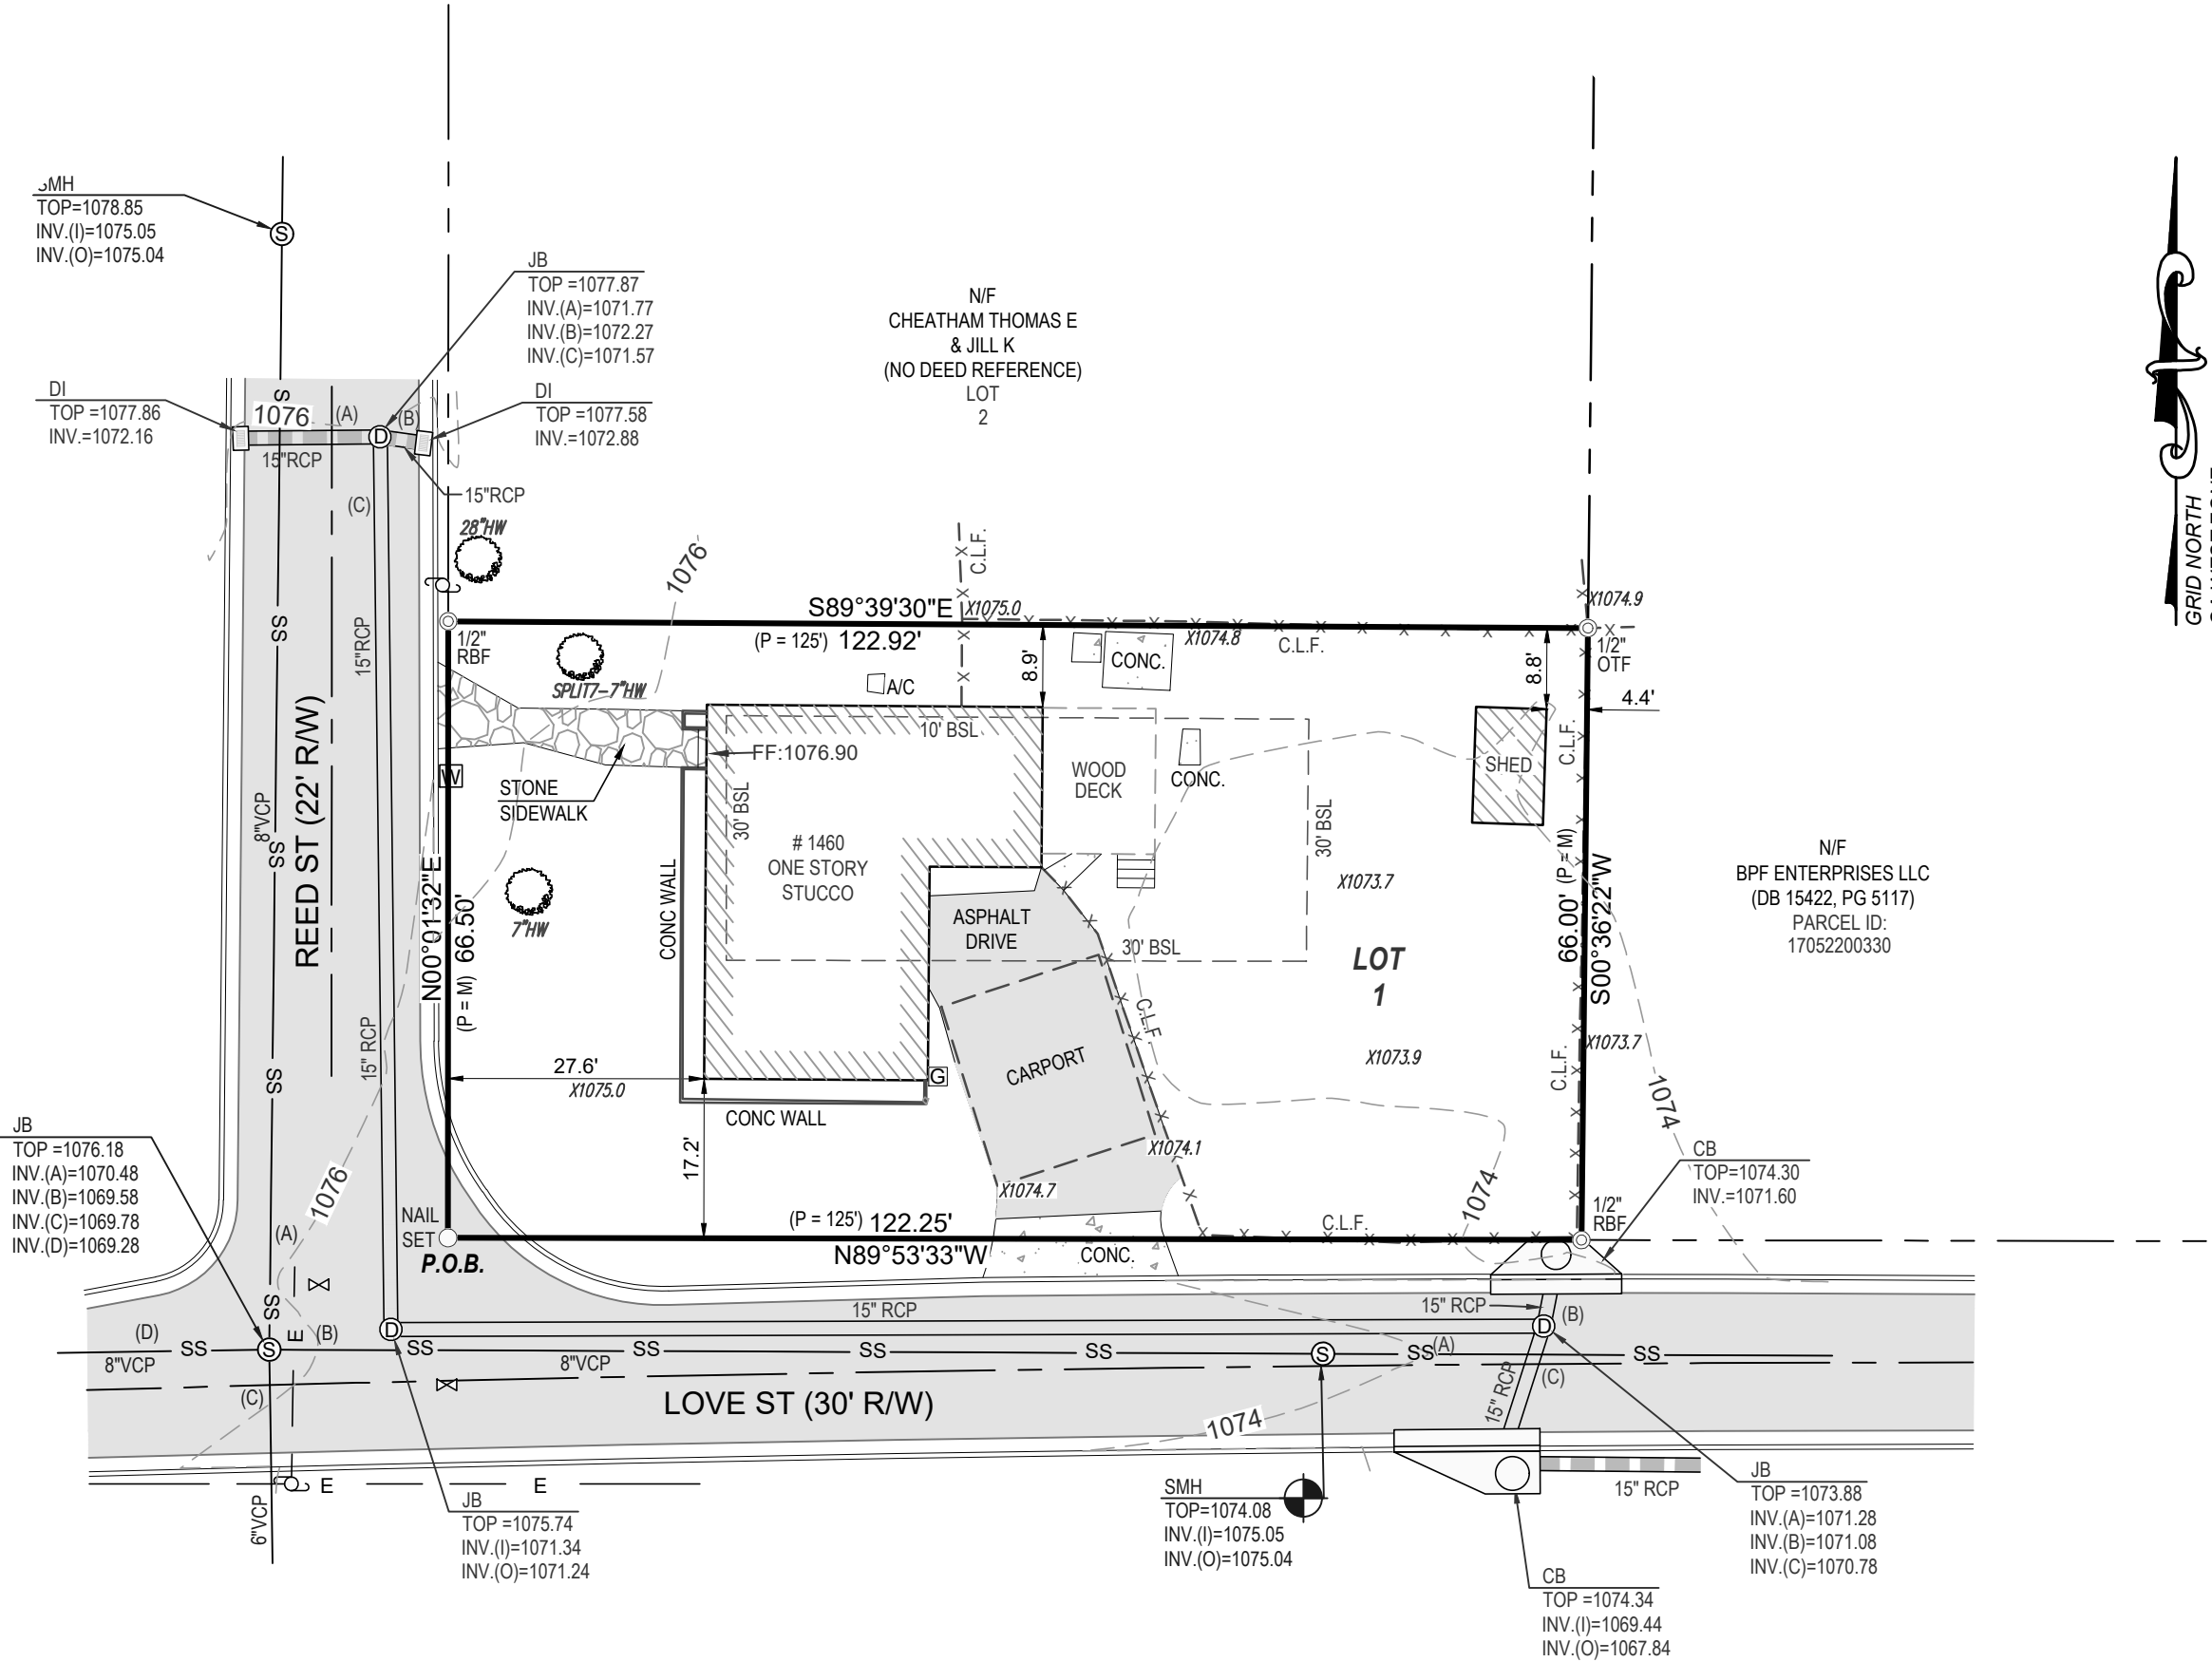 SMH
TOP=1078.85
INV.(I)=1075.05
INV.(O)=1075.04
S
JB
TOP =1077.87
INV.(A)=1071.77
INV.(B)=1072.27
INV.(C)=1071.57
N/F
CHEATHAM THOMAS E
& JILL K
(NO DEED REFERENCE)
LOT
2
GRID NORTH
DI
TOP =1077.86
INV.=1072.16
DI
TOP =1077.58
INV.=1072.88
S
1076
(A)
(B)
D
15"RCP
15"RCP
(C)
28"HW
1076
C.L.F.
S89°39'30"E
X1075.0
X1074.9
(P = 125') 122.92'
X1074.8
C.L.F.
1/2"
RBF
1/2"
OTF
SPLIT7-7"HW
A/C
8.9'
CONC.
8.8'
4.4'
10' BSL
FF:1076.90
STONE
SIDEWALK
W
WOOD
DECK
CONC.
SHED
C.L.F.
30' BSL
30' BSL
# 1460
ONE STORY
STUCCO
15"RCP
SS
8"VCP
SS
REED ST (22' R/W)
N00°01'32"E
(P = M) 66.50'
7"HW
CONC WALL
ASPHALT
DRIVE
30' BSL
X1073.7
LOT
1
66.00' (P = M)
S00°36'22"W
N/F
BPF ENTERPRISES LLC
(DB 15422, PG 5117)
PARCEL ID:
17052200330
C.L.F.
CARPORT
X1073.9
X1073.7
C.L.F.
1074
15" RCP
SS
27.6'
X1075.0
G
CONC WALL
17.2'
X1074.1
X1074.7
JB
TOP =1076.18
INV.(A)=1070.48
INV.(B)=1069.58
INV.(C)=1069.78
INV.(D)=1069.28
1076
(A)
NAIL
SET
P.O.B.
(P = 125') 122.25'
N89°53'33"W
CONC.
C.L.F.
1074
1/2"
RBF
CB
TOP=1074.30
INV.=1071.60
SS
E
(B)
(D)
SS
S
D
SS
SS
SS
SS
S
SS
(A)
SS
15" RCP
15" RCP
D
(B)
8"VCP
8"VCP
(C)
(C)
15" RCP
LOVE ST (30' R/W)
1074
E
E
6"VCP
JB
TOP =1075.74
INV.(I)=1071.34
INV.(O)=1071.24
SMH
TOP=1074.08
INV.(I)=1075.05
INV.(O)=1075.04
15" RCP
JB
TOP =1073.88
INV.(A)=1071.28
INV.(B)=1071.08
INV.(C)=1070.78
CB
TOP =1074.34
INV.(I)=1069.44
INV.(O)=1067.84